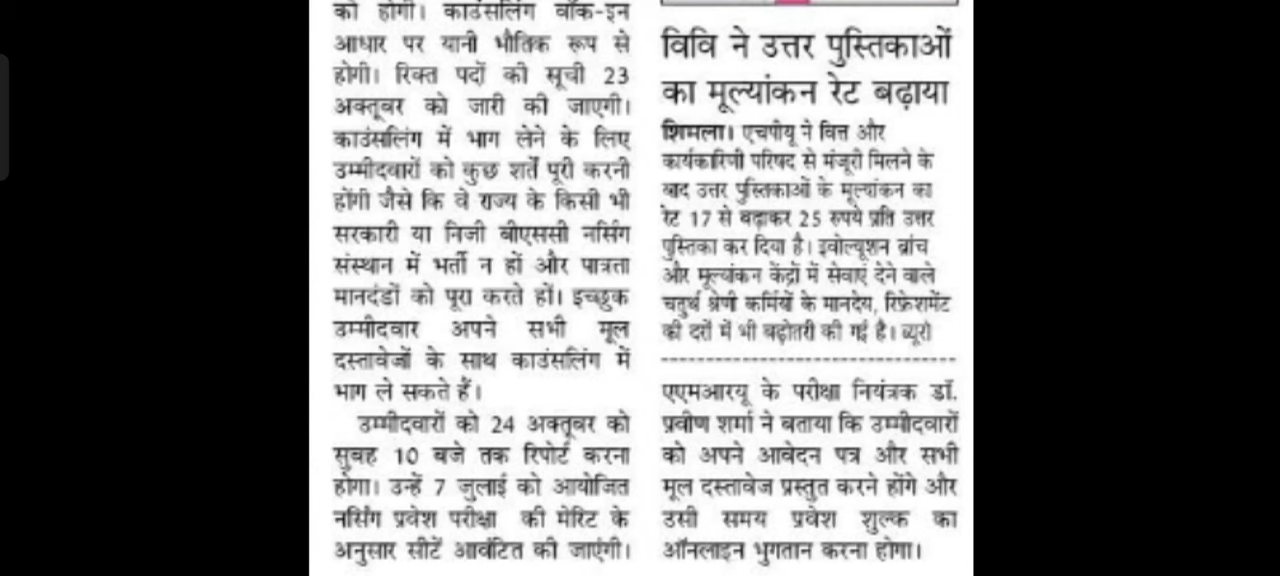 को होगी। काउंसलिंग वॉक-इन
आधार पर यानी भौतिक रूप से
होगी। रिक्त पदों की सूची 23
अक्तूबर को जारी की जाएगी।
काउंसलिंग में भाग लेने के लिए
उम्मीदवारों को कुछ शर्तें पूरी करनी
होंगी जैसे कि वे राज्य के किसी भी
सरकारी या निजी बीएससी नर्सिंग
संस्थान में भर्ती न हों और पात्रता
मानदंडों को पूरा करते हों। इच्छुक
उम्मीदवार अपने सभी मूल
दस्तावेजों के साथ काउंसलिंग में
भाग ले सकते हैं।
उम्मीदवारों को 24 अक्तूबर को
सुबह 10 बजे तक रिपोर्ट करना
होगा। उन्हें 7 जुलाई को आयोजित
नर्सिंग प्रवेश परीक्षा की मेरिट के
अनुसार सीटें आवंटित की जाएंगी।
विवि ने उत्तर पुस्तिकाओं
का मूल्यांकन रेट बढ़ाया
शिमला। एचपीयू ने वित्त और
कार्यकारिणी परिषद से मंजूरी मिलने के
बाद उत्तर पुस्तिकाओं के मूल्यांकन का
रेट 17 से बढ़ाकर 25 रुपये प्रति उत्तर
पुस्तिका कर दिया है। इवोल्यूशन ब्रांच
और मूल्यांकन केंद्रों में सेवाएं देने वाले
चतुर्थ श्रेणी कर्मियों के मानदेय, रिफ्रेशमेंट
की दरों में भी बढ़ोतरी की गई है। ब्यूरो
एएमआरयू के परीक्षा नियंत्रक डॉ.
प्रवीण शर्मा ने बताया कि उम्मीदवारों
को अपने आवेदन पत्र और सभी
मूल दस्तावेज प्रस्तुत करने होंगे और
उसी समय प्रवेश शुल्क का
ऑनलाइन भुगतान करना होगा।